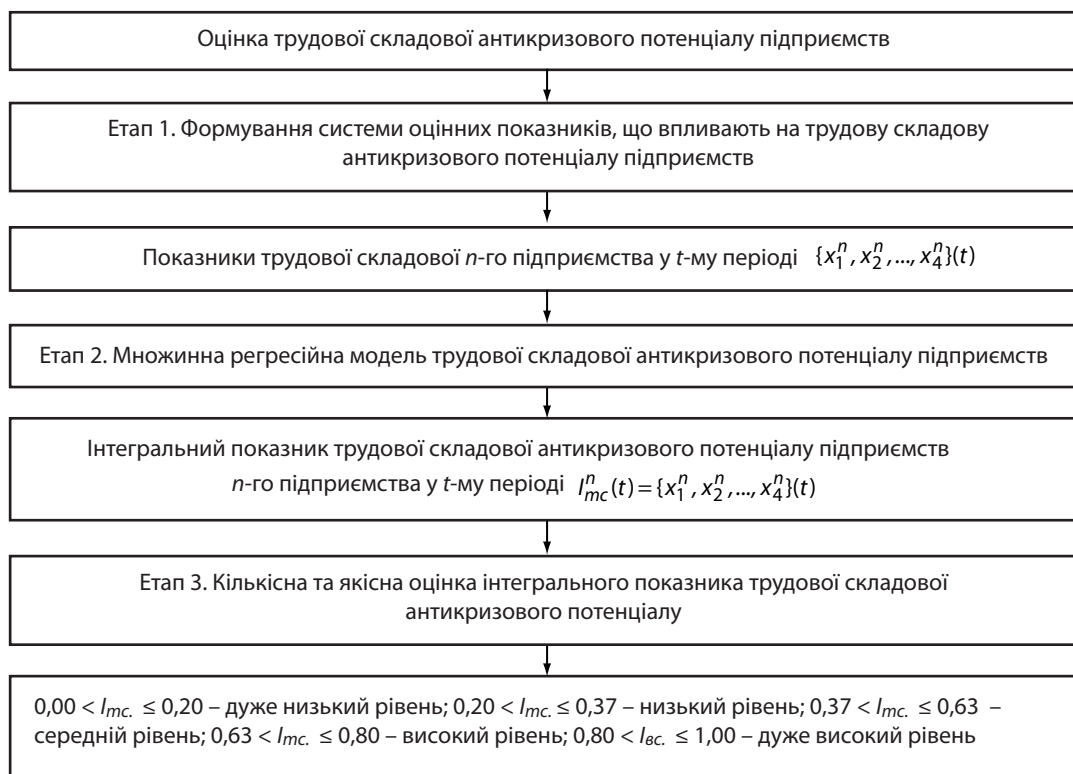 Оцінка трудової складової антикризового потенціалу підприємств
Етап 1. Формування системи оцінних показників, що впливають на трудову складову
антикризового потенціалу підприємств
Показники трудової складової n-го підприємства у t-му періоді {x₁ⁿ, x₂ⁿ, ..., x₄ⁿ}(t)
Етап 2. Множинна регресійна модель трудової складової антикризового потенціалу підприємств
Інтегральний показник трудової складової антикризового потенціалу підприємств
n-го підприємства у t-му періоді Iⁿ_тс(t) = {x₁ⁿ, x₂ⁿ, ..., x₄ⁿ}(t)
Етап 3. Кількісна та якісна оцінка інтегрального показника трудової складової
антикризового потенціалу
0,00 < I_тс. ≤ 0,20 – дуже низький рівень; 0,20 < I_тс. ≤ 0,37 – низький рівень; 0,37 < I_тс. ≤ 0,63 –
середній рівень; 0,63 < I_тс. ≤ 0,80 – високий рівень; 0,80 < I_вс. ≤ 1,00 – дуже високий рівень